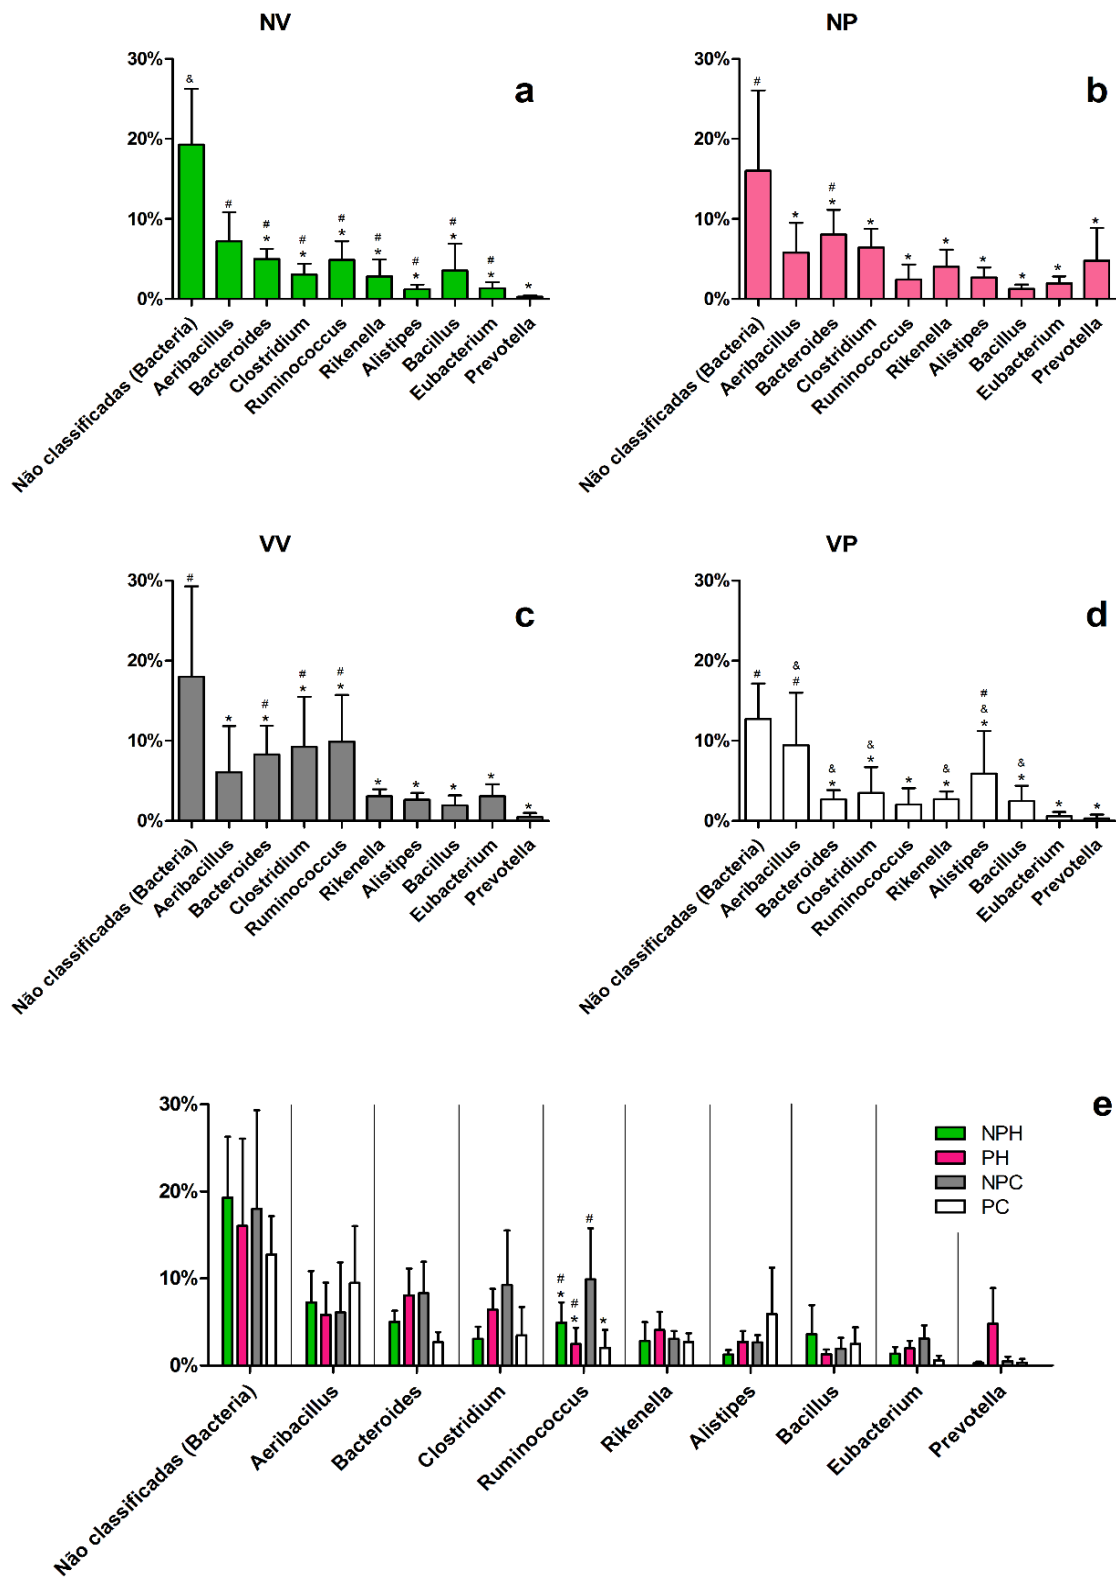 NV
a
30%
20%
10%
0%
&
#
# *
# *
# *
# *
# *
# *
# *
*
Não classificadas (Bacteria)
Aeribacillus
Bacteroides
Clostridium
Ruminococcus
Rikenella
Alistipes
Bacillus
Eubacterium
Prevotella
NP
b
30%
20%
10%
0%
#
*
# *
*
*
*
*
*
*
*
Não classificadas (Bacteria)
Aeribacillus
Bacteroides
Clostridium
Ruminococcus
Rikenella
Alistipes
Bacillus
Eubacterium
Prevotella
VV
c
30%
20%
10%
0%
#
*
# *
# *
# *
*
*
*
*
*
Não classificadas (Bacteria)
Aeribacillus
Bacteroides
Clostridium
Ruminococcus
Rikenella
Alistipes
Bacillus
Eubacterium
Prevotella
VP
d
30%
20%
10%
0%
#
& #
& *
& *
*
& *
# & *
& *
*
*
Não classificadas (Bacteria)
Aeribacillus
Bacteroides
Clostridium
Ruminococcus
Rikenella
Alistipes
Bacillus
Eubacterium
Prevotella
e
30%
20%
10%
0%
NPH
PH
NPC
PC
# *
# *
#
*
Não classificadas (Bacteria)
Aeribacillus
Bacteroides
Clostridium
Ruminococcus
Rikenella
Alistipes
Bacillus
Eubacterium
Prevotella